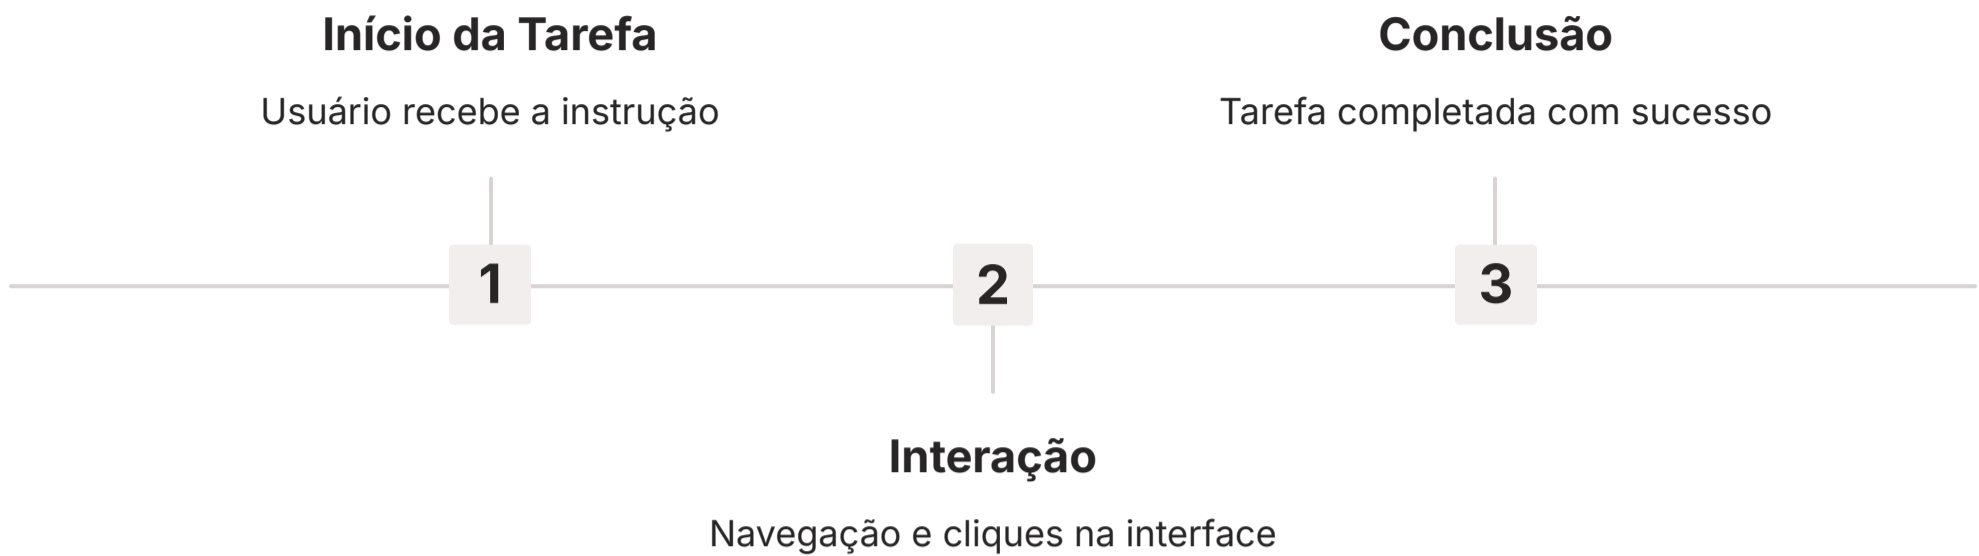 Início da Tarefa
Usuário recebe a instrução
1
2
Interação
Navegação e cliques na interface
Conclusão
Tarefa completada com sucesso
3